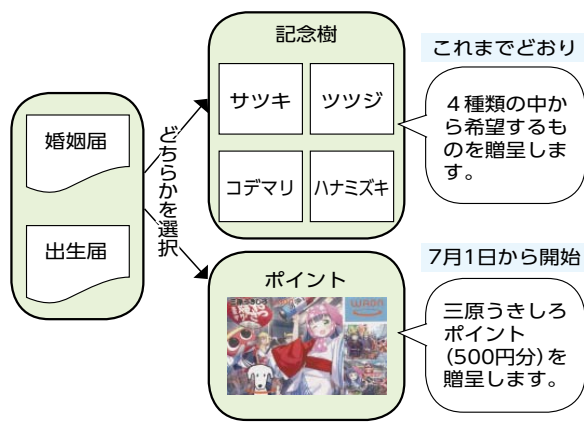 記念樹
サツキ
ツツジ
コデマリ
ハナミズキ
これまでどおり
4種類の中か
ら希望するも
のを贈呈しま
す。
婚姻届
出生届
どちらかを選択
ポイント
WAON
7月1日から開始
三原うきしろ
ポイント
(500円分)を
贈呈します。